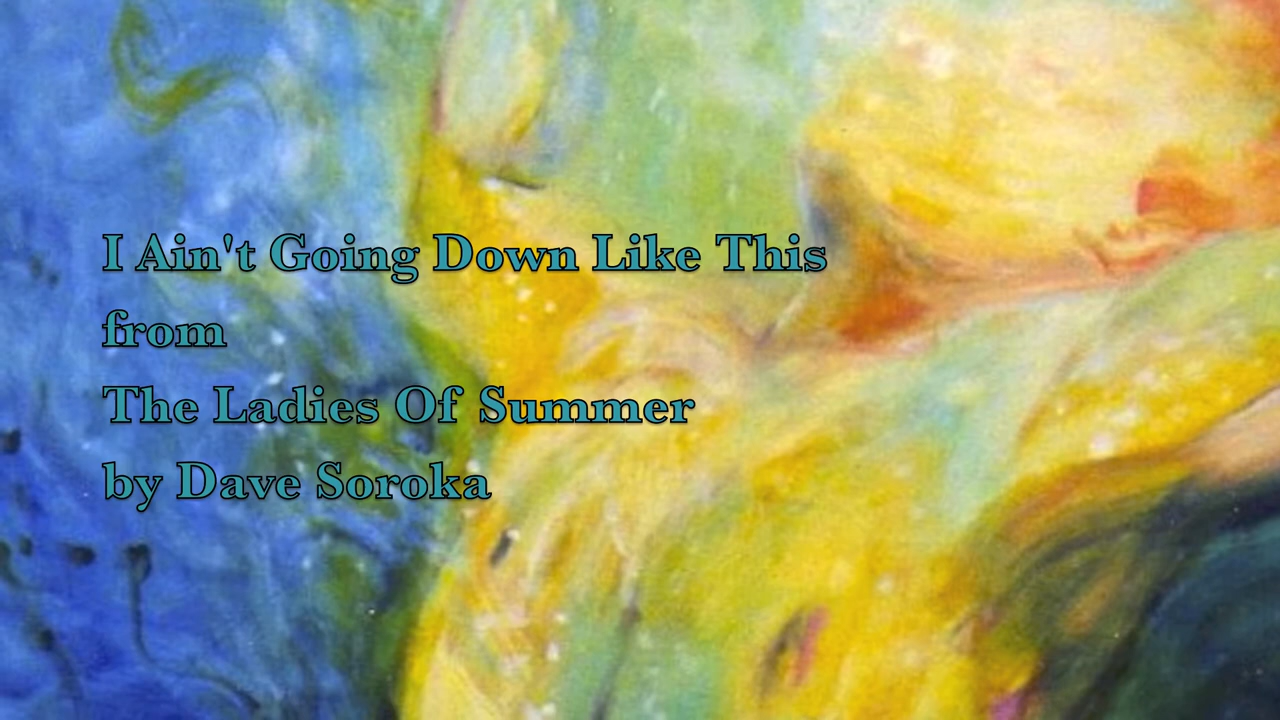 I Ain't Going Down Like This
from
The Ladies Of Summer
by Dave Soroka